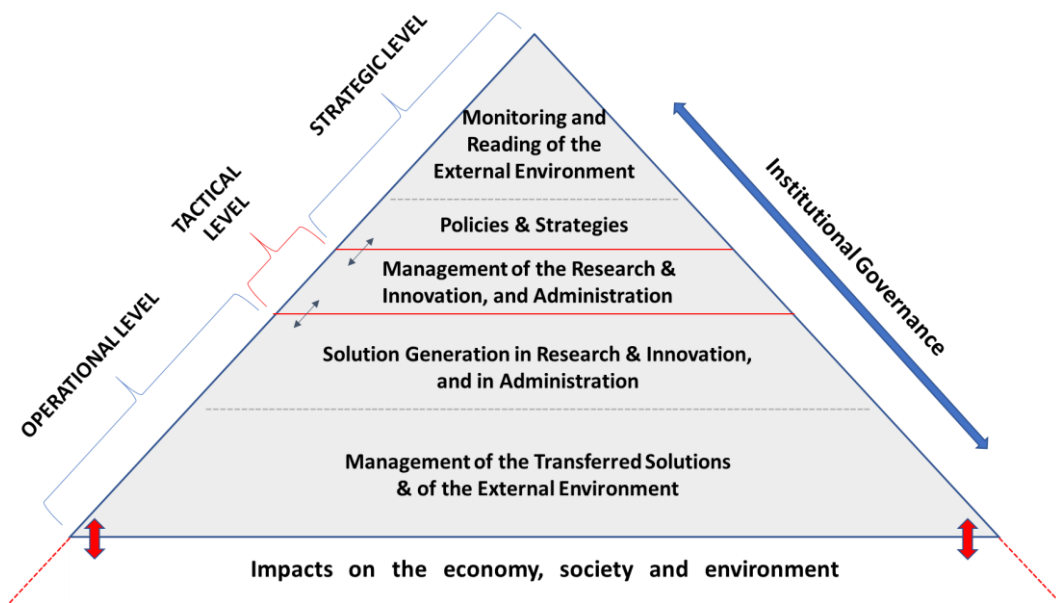 STRATEGIC LEVEL
TACTICAL
LEVEL
OPERATIONAL LEVEL
Monitoring and
Reading of the
External Environment
Policies & Strategies
Management of the Research &
Innovation, and Administration
Solution Generation in Research & Innovation,
and in Administration
Management of the Transferred Solutions
& of the External Environment
Institutional Governance
Impacts on the economy, society and environment